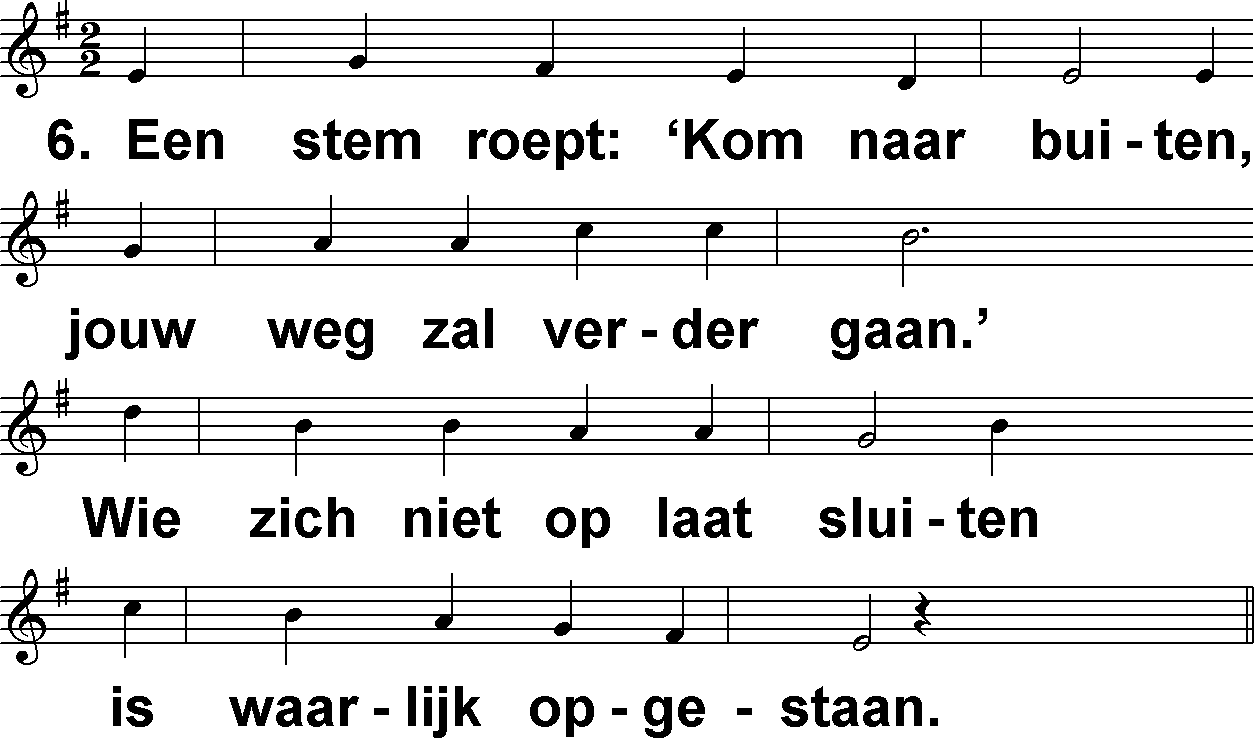 6. Een stem roept: ‘Kom naar bui - ten,
jouw weg zal ver - der gaan.’
Wie zich niet op laat slui - ten
is waar - lijk op - ge - staan.